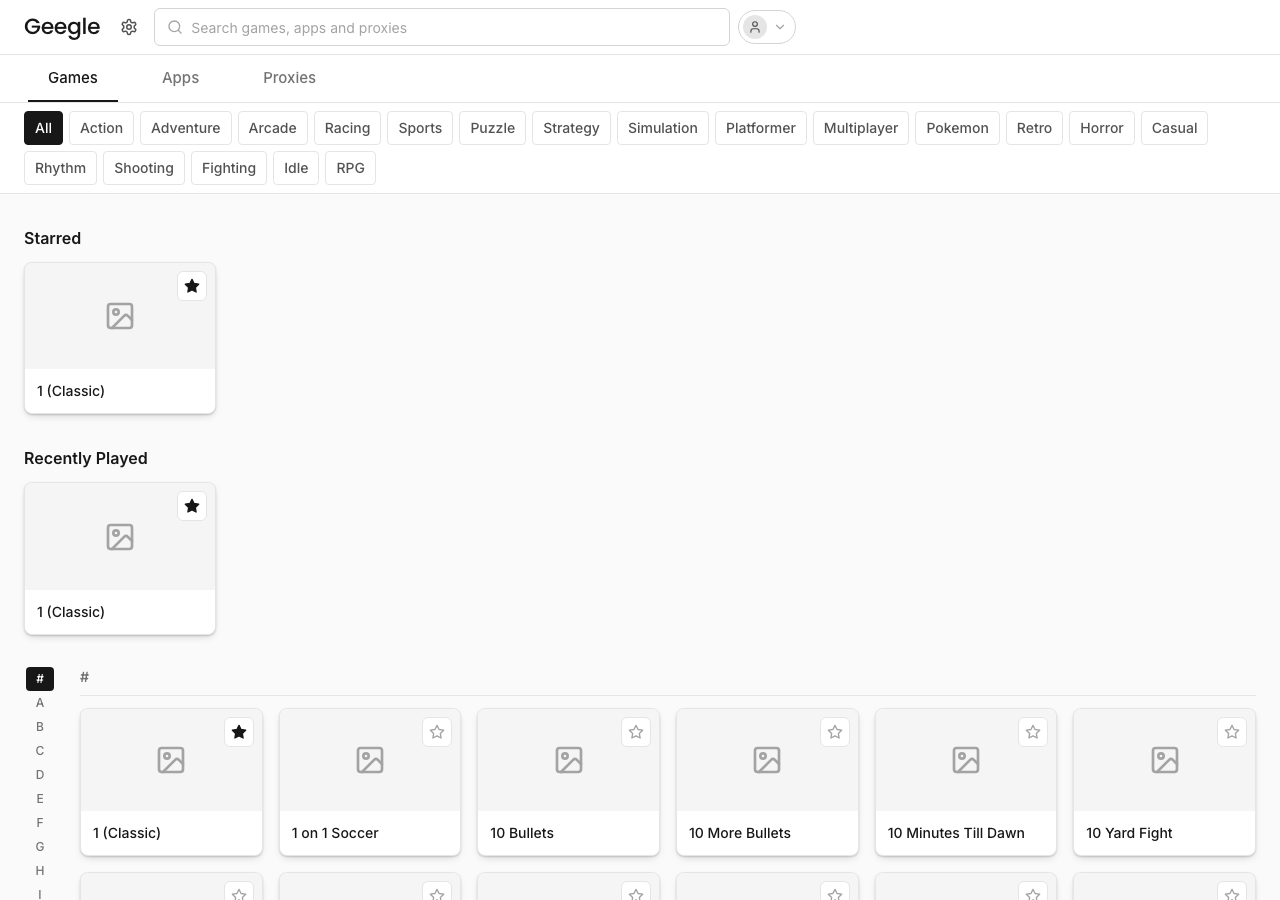 Geegle
Search games, apps and proxies
Games Apps Proxies
All Action Adventure Arcade Racing Sports Puzzle Strategy Simulation Platformer Multiplayer Pokemon Retro Horror Casual
Rhythm Shooting Fighting Idle RPG
Starred
1 (Classic)
Recently Played
1 (Classic)
#
A
B
C
D
E
F
G
H
I
#
1 (Classic) 1 on 1 Soccer 10 Bullets 10 More Bullets 10 Minutes Till Dawn 10 Yard Fight